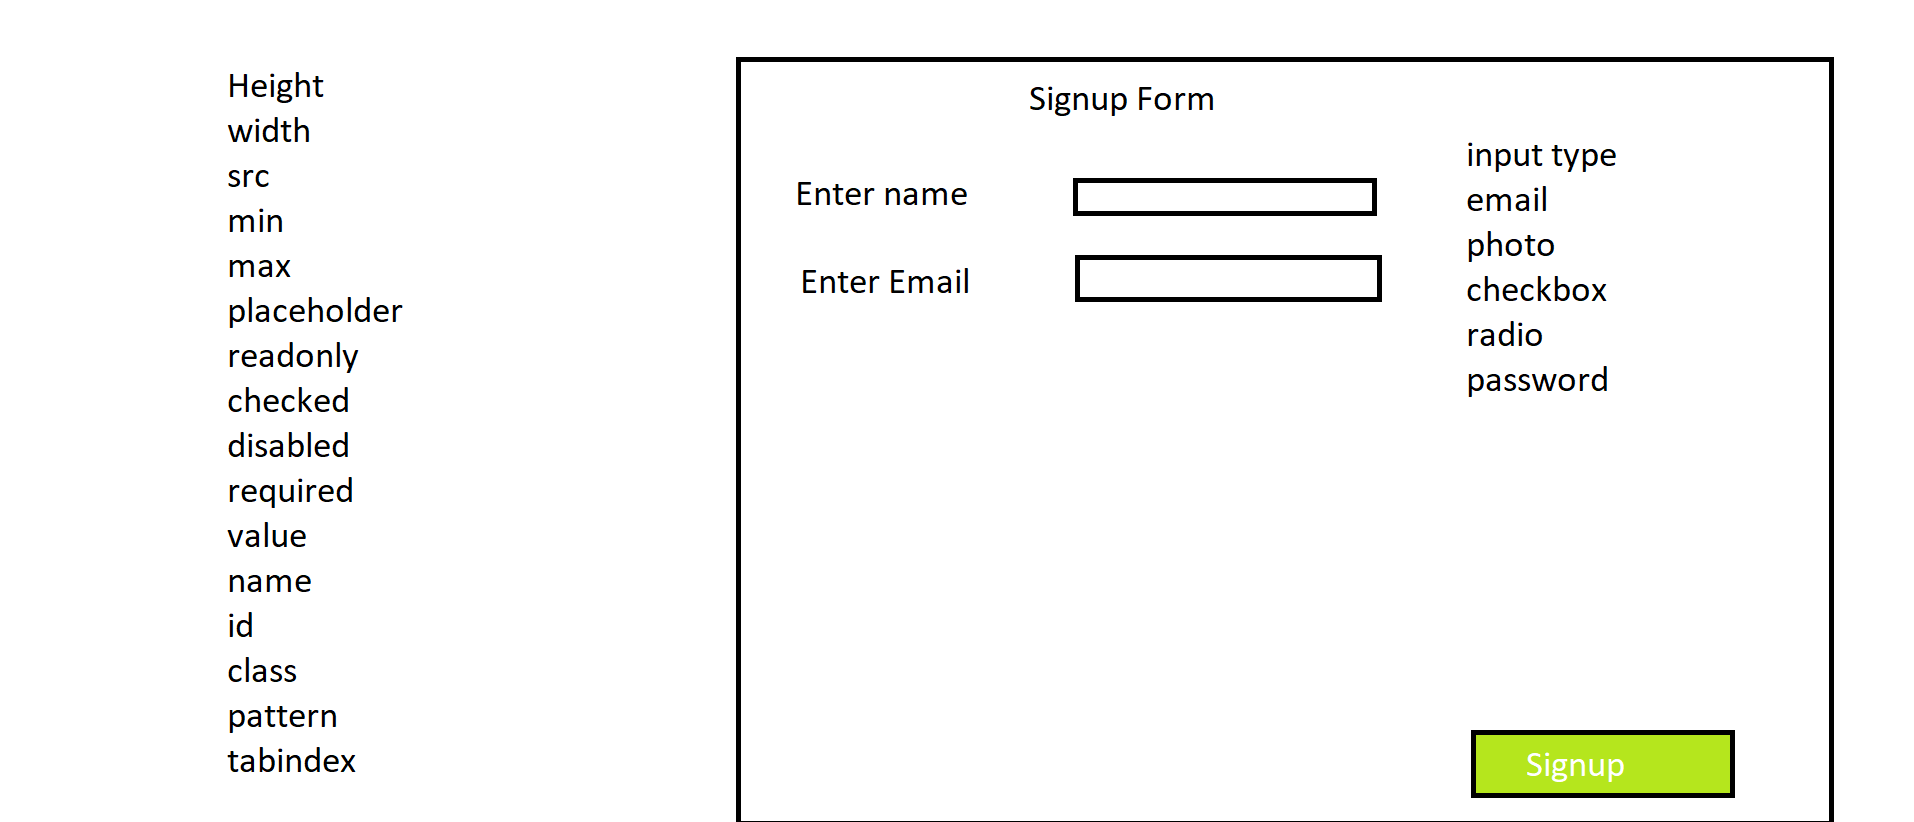 Height
width
src
min
max
placeholder
readonly
checked
disabled
required
value
name
id
class
pattern
tabindex
Signup Form
Enter name
Enter Email
input type
email
photo
checkbox
radio
password
Signup